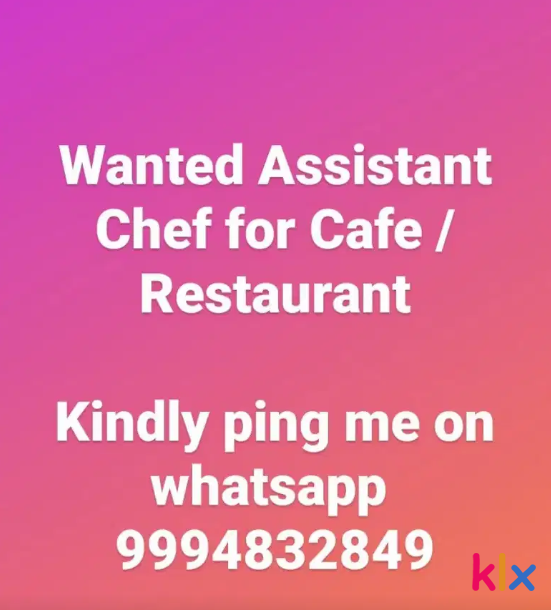 Wanted Assistant
Chef for Cafe /
Restaurant
Kindly ping me on
whatsapp
9994832849
klx